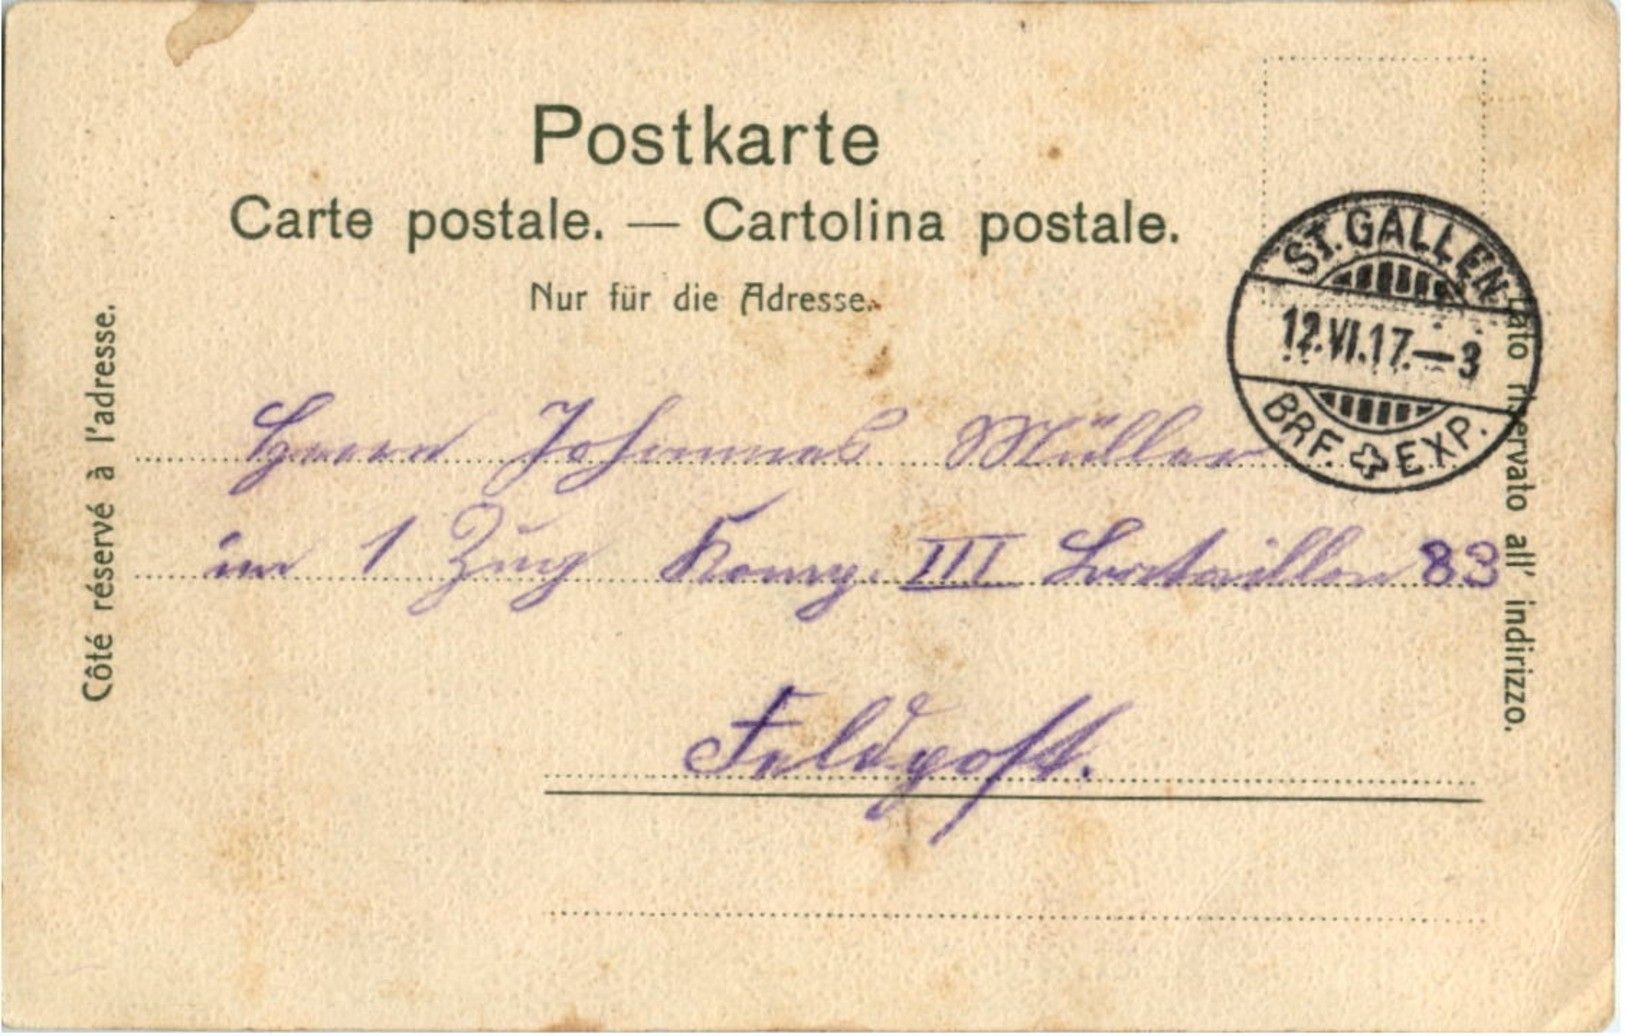 Postkarte
Carte postale. — Cartolina postale.
Nur für die Adresse.
Côté réservé à l'adresse.
Lato riservato all' indirizzo.
ST. GALLEN
12.VI.17.—3
BRF. EXP.
Herrn Johannes Müller
im 1 Zug Komp. III Bataillon 83
Feldpost.